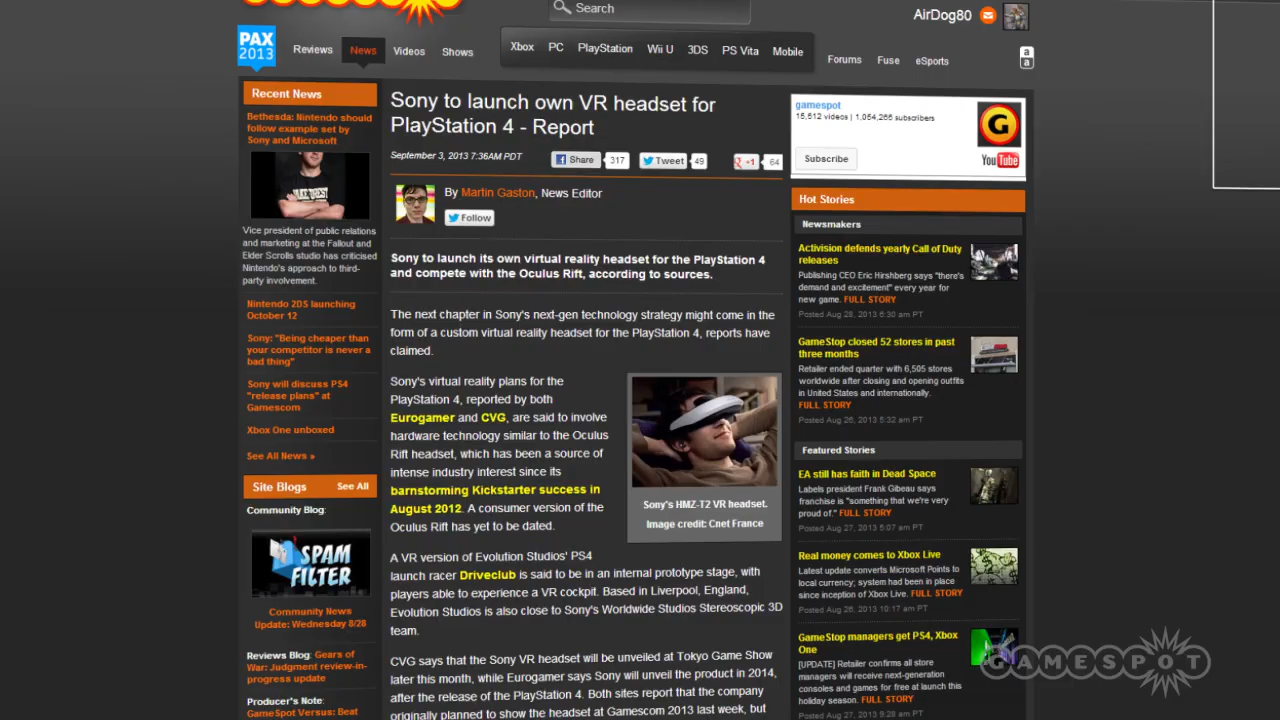 Search
AirDog80
PAX
2013
Reviews
News
Videos
Shows
Xbox
PC
PlayStation
Wii U
3DS
PS Vita
Mobile
Forums
Fuse
eSports
a
a
Recent News
Bethesda: Nintendo should
follow example set by
Sony and Microsoft
Vice president of public relations
and marketing at the Fallout and
Elder Scrolls studio has criticised
Nintendo's approach to third-
party involvement.
Nintendo 2DS launching
October 12
Sony: "Being cheaper than
your competitor is never a
bad thing"
Sony will discuss PS4
"release plans" at
Gamescom
Xbox One unboxed
See All News »
Site Blogs
See All
Community Blog:
SPAM
FILTER
Community News
Update: Wednesday 8/28
Reviews Blog: Gears of
War: Judgment review-in-
progress update
Producer's Note:
GameSpot Versus: Beat
Sony to launch own VR headset for
PlayStation 4 - Report
September 3, 2013 7:36AM PDT
Share
317
Tweet
49
g +1
64
By Martin Gaston, News Editor
Follow
Sony to launch its own virtual reality headset for the PlayStation 4
and compete with the Oculus Rift, according to sources.
The next chapter in Sony's next-gen technology strategy might come in the
form of a custom virtual reality headset for the PlayStation 4, reports have
claimed.
Sony's virtual reality plans for the
PlayStation 4, reported by both
Eurogamer and CVG, are said to involve
hardware technology similar to the Oculus
Rift headset, which has been a source of
intense industry interest since its
barnstorming Kickstarter success in
August 2012. A consumer version of the
Oculus Rift has yet to be dated.
Sony's HMZ-T2 VR headset.
Image credit: Cnet France
A VR version of Evolution Studios' PS4
launch racer Driveclub is said to be in an internal prototype stage, with
players able to experience a VR cockpit. Based in Liverpool, England,
Evolution Studios is also close to Sony's Worldwide Studios Stereoscopic 3D
team.
CVG says that the Sony VR headset will be unveiled at Tokyo Game Show
later this month, while Eurogamer says Sony will unveil the product in 2014,
after the release of the PlayStation 4. Both sites report that the company
originally planned to show the headset at Gamescom 2013 last week, but
gamespot
15,612 videos | 1,054,266 subscribers
Subscribe
G
YouTube
Hot Stories
Newsmakers
Activision defends yearly Call of Duty
releases
Publishing CEO Eric Hirshberg says "there's
demand and excitement" every year for
new game. FULL STORY
Posted Aug 28, 2013 6:30 am PT
GameStop closed 52 stores in past
three months
Retailer ended quarter with 6,505 stores
worldwide after closing and opening outfits
in United States and internationally.
FULL STORY
Posted Aug 26, 2013 5:32 am PT
Featured Stories
EA still has faith in Dead Space
Labels president Frank Gibeau says
franchise is "something that we're very
proud of." FULL STORY
Posted Aug 27, 2013 5:07 am PT
Real money comes to Xbox Live
Latest update converts Microsoft Points to
local currency; system had been in place
since inception of Xbox Live. FULL STORY
Posted Aug 26, 2013 10:17 am PT
GameStop managers get PS4, Xbox
One
[UPDATE] Retailer confirms all store
managers will receive next-generation
consoles and games for free at launch this
holiday season. FULL STORY
Posted Aug 27, 2013 9:28 am PT
GAMESPOT